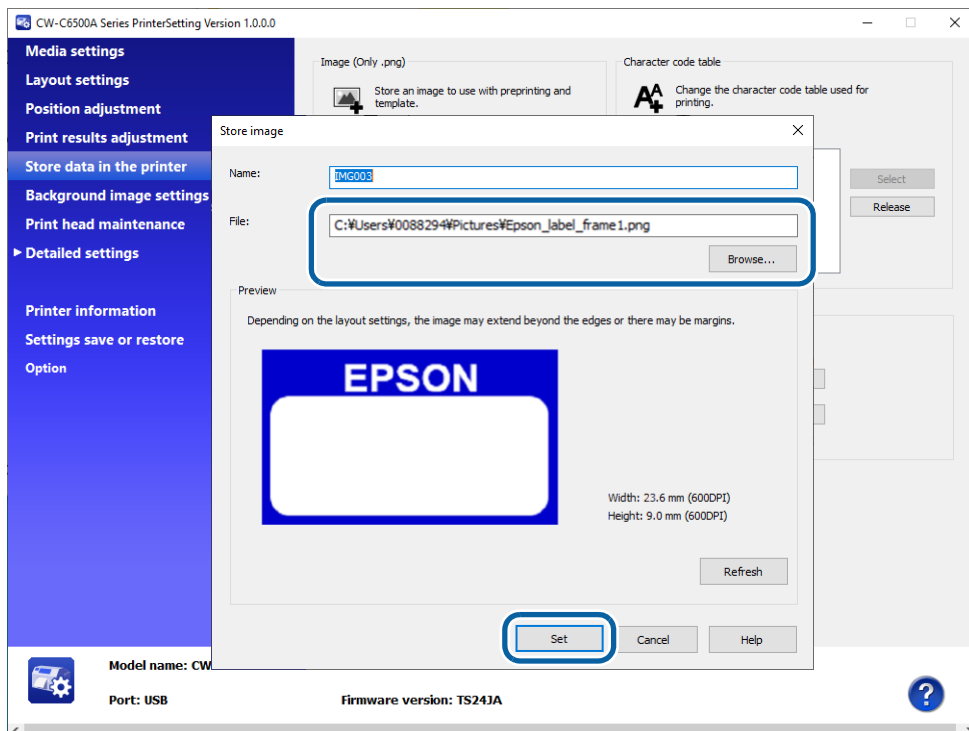 CW-C6500A Series PrinterSetting Version 1.0.0.0
Media settings
Layout settings
Position adjustment
Print results adjustment
Store data in the printer
Background image settings
Print head maintenance
Detailed settings
Printer information
Settings save or restore
Option
Image (Only .png)
Store an image to use with preprinting and
template.
Character code table
Change the character code table used for
printing.
Select
Release
Store image
Name:
IMG003
File:
C:¥Users¥0088294¥Pictures¥Epson_label_frame1.png
Browse...
Preview
Depending on the layout settings, the image may extend beyond the edges or there may be margins.
EPSON
Width: 23.6 mm (600DPI)
Height: 9.0 mm (600DPI)
Refresh
Set
Cancel
Help
Model name: CW
Port: USB
Firmware version: TS24JA
?